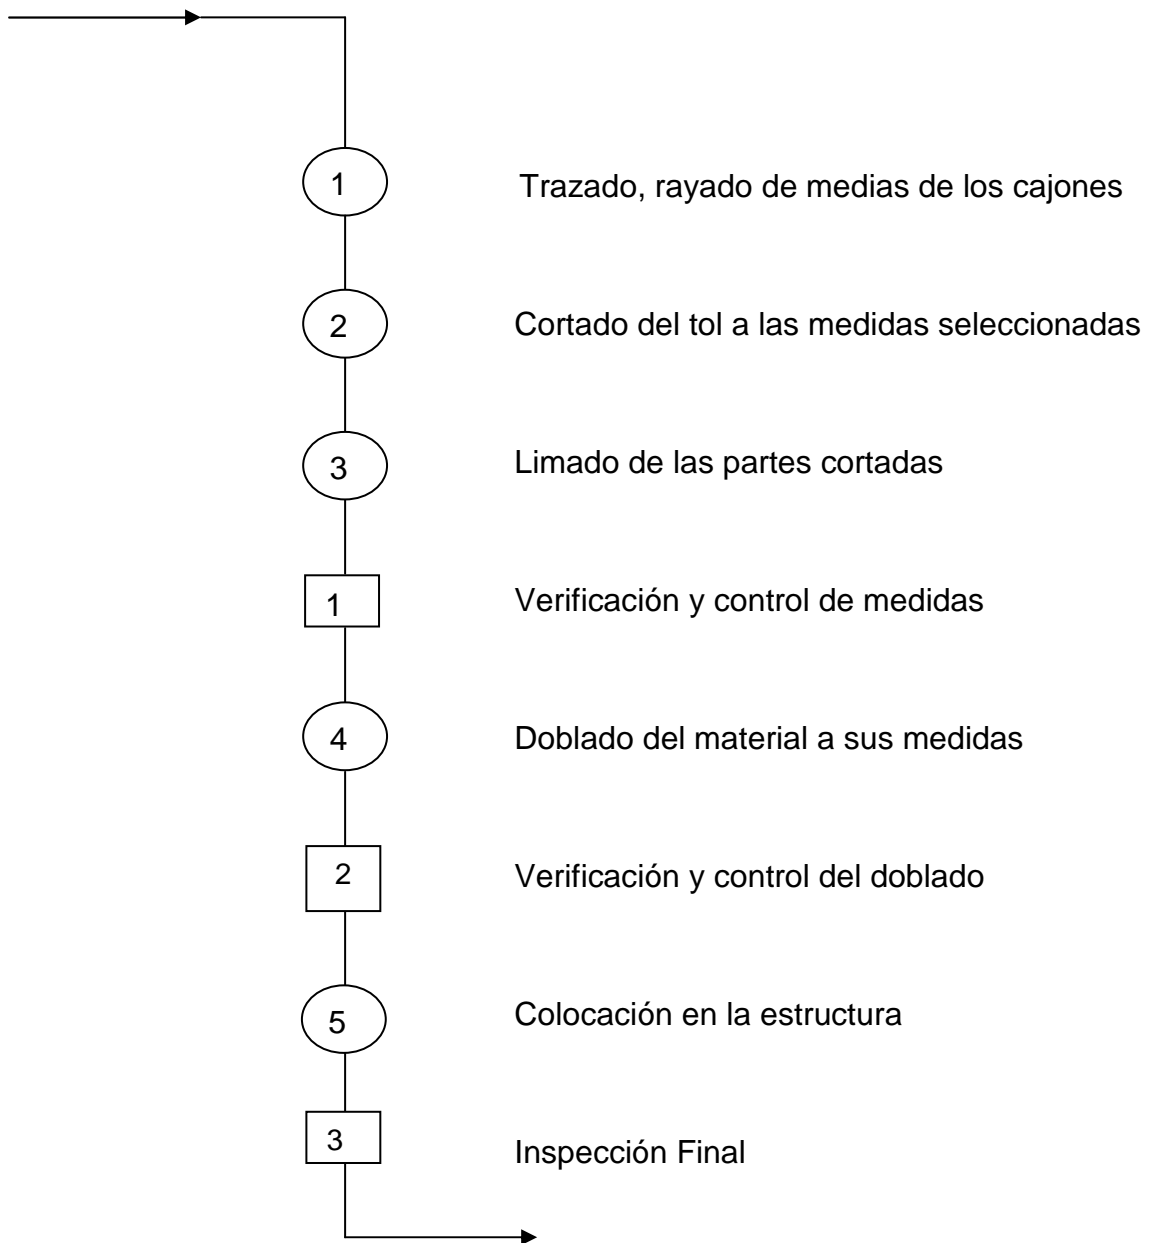 1 Trazado, rayado de medias de los cajones
2 Cortado del tol a las medidas seleccionadas
3 Limado de las partes cortadas
1 Verificación y control de medidas
4 Doblado del material a sus medidas
2 Verificación y control del doblado
5 Colocación en la estructura
3 Inspección Final